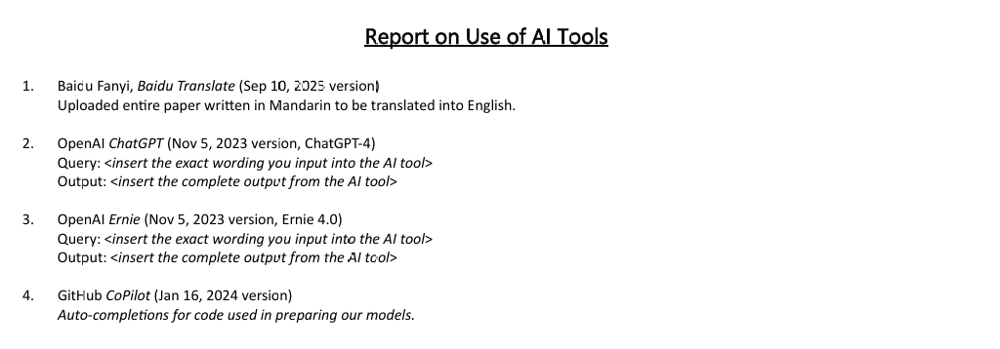 Report on Use of AI Tools
1. Baidu Fanyi, Baidu Translate (Sep 10, 2025 version)
Uploaded entire paper written in Mandarin to be translated into English.
2. OpenAI ChatGPT (Nov 5, 2023 version, ChatGPT-4)
Query: <insert the exact wording you input into the AI tool>
Output: <insert the complete output from the AI tool>
3. OpenAI Ernie (Nov 5, 2023 version, Ernie 4.0)
Query: <insert the exact wording you input into the AI tool>
Output: <insert the complete output from the AI tool>
4. GitHub CoPilot (Jan 16, 2024 version)
Auto-completions for code used in preparing our models.